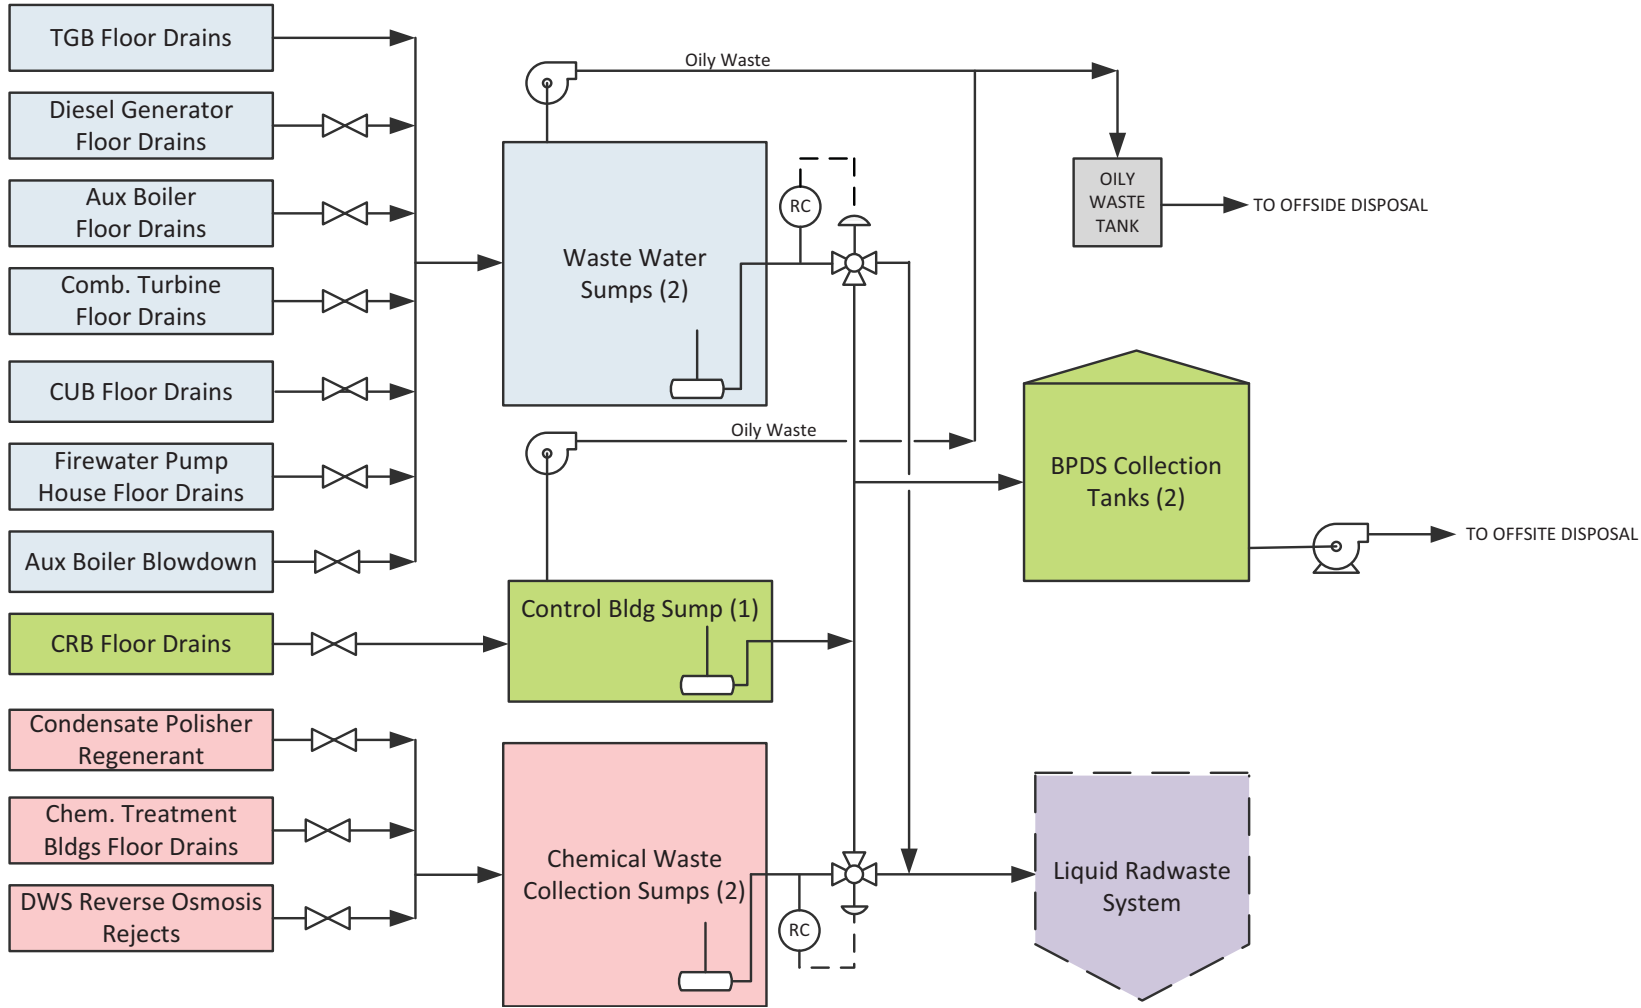 TGB Floor Drains
Diesel Generator
Floor Drains
Aux Boiler
Floor Drains
Comb. Turbine
Floor Drains
CUB Floor Drains
Firewater Pump
House Floor Drains
Aux Boiler Blowdown
CRB Floor Drains
Condensate Polisher
Regenerant
Chem. Treatment
Bldgs Floor Drains
DWS Reverse Osmosis
Rejects
Oily Waste
Waste Water
Sumps (2)
RC
OILY
WASTE
TANK
TO OFFSIDE DISPOSAL
Oily Waste
Control Bldg Sump (1)
BPDS Collection
Tanks (2)
TO OFFSITE DISPOSAL
Chemical Waste
Collection Sumps (2)
RC
Liquid Radwaste
System